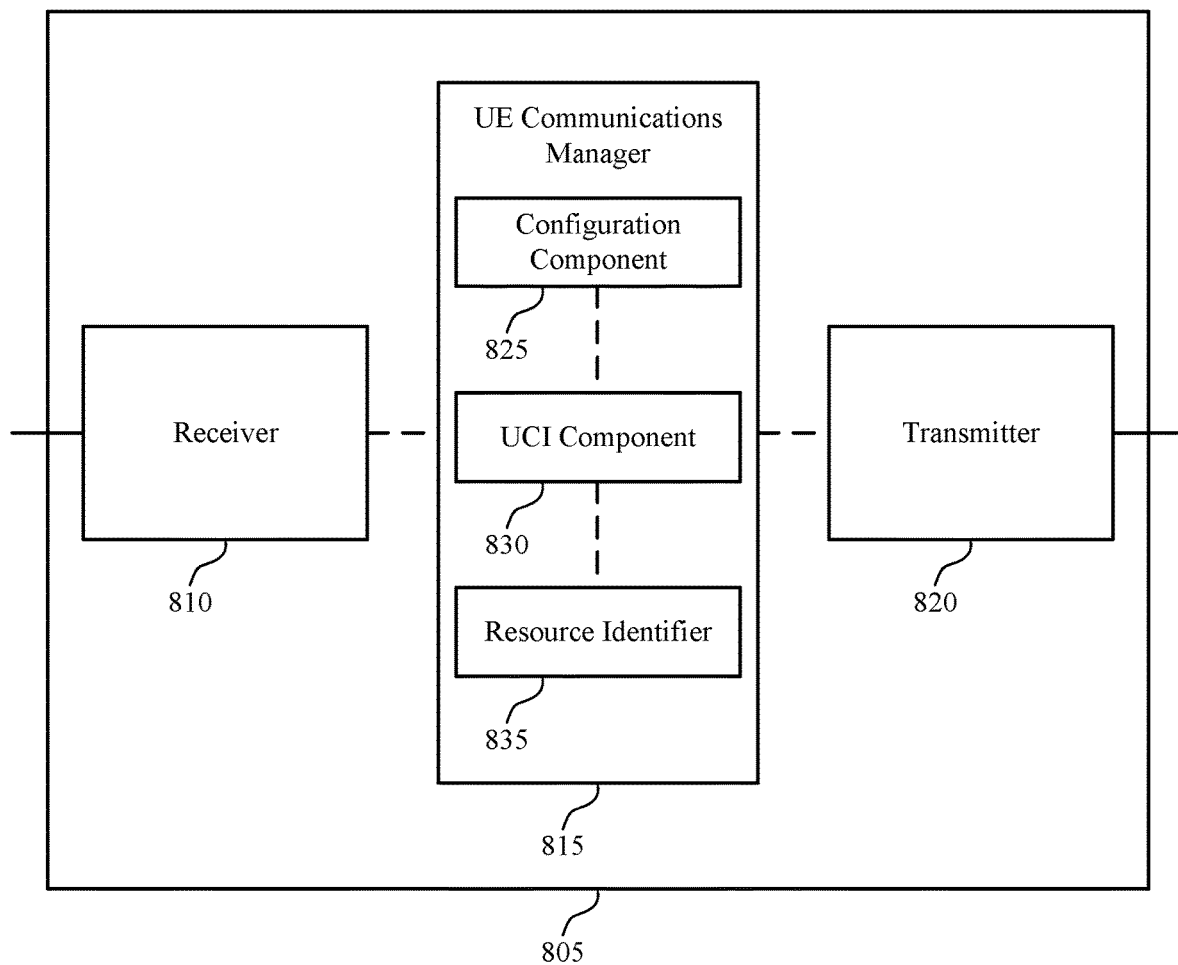 UE Communications
Manager
Configuration
Component
825
Receiver
810
UCI Component
830
Transmitter
820
Resource Identifier
835
815
805